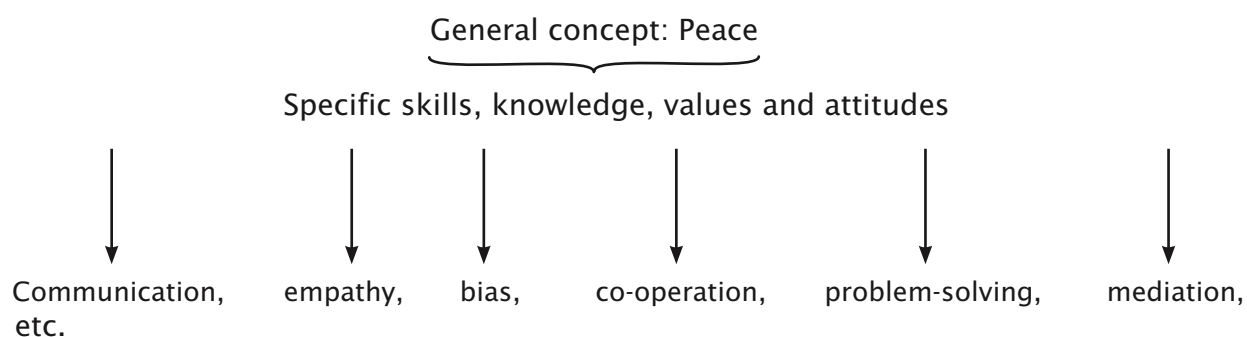 General concept: Peace
Specific skills, knowledge, values and attitudes
Communication, empathy, bias, co-operation, problem-solving, mediation,
etc.